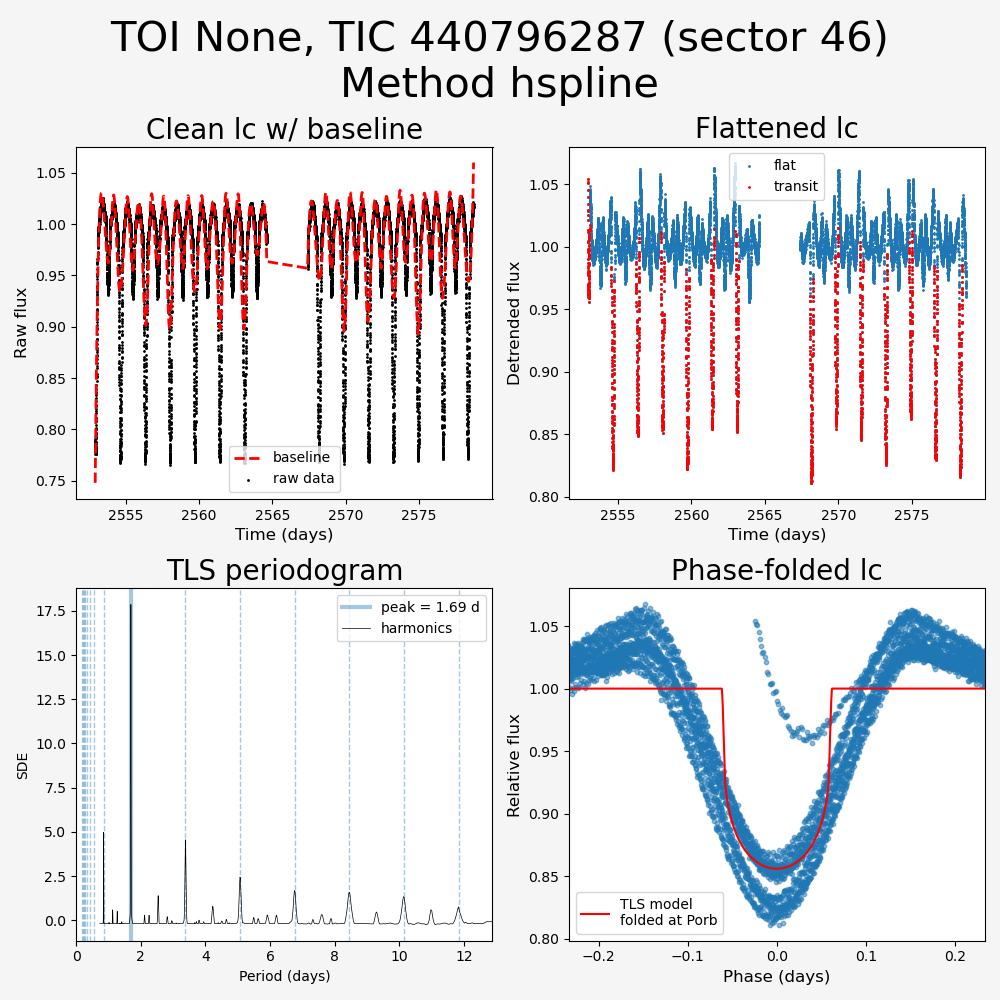 TOI None, TIC 440796287 (sector 46)
Method hspline
Clean lc w/ baseline
Raw flux
1.05
1.00
0.95
0.90
0.85
0.80
0.75
baseline
raw data
2555
2560
2565
2570
2575
Time (days)
Flattened lc
Detrended flux
1.05
1.00
0.95
0.90
0.85
0.80
flat
transit
2555
2560
2565
2570
2575
Time (days)
TLS periodogram
SDE
17.5
15.0
12.5
10.0
7.5
5.0
2.5
0.0
peak = 1.69 d
harmonics
0
2
4
6
8
10
12
Period (days)
Phase-folded lc
Relative flux
1.05
1.00
0.95
0.90
0.85
0.80
TLS model
folded at Porb
−0.2
−0.1
0.0
0.1
0.2
Phase (days)